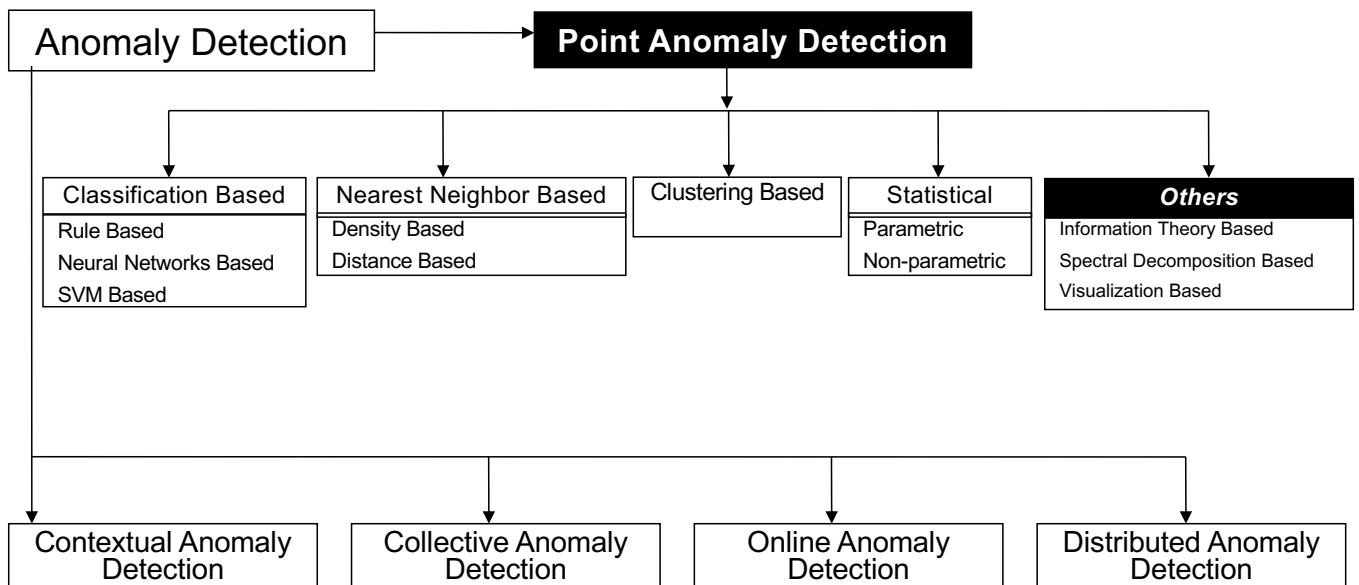 Anomaly Detection
Point Anomaly Detection
Classification Based
Rule Based
Neural Networks Based
SVM Based
Nearest Neighbor Based
Density Based
Distance Based
Clustering Based
Statistical
Parametric
Non-parametric
Others
Information Theory Based
Spectral Decomposition Based
Visualization Based
Contextual Anomaly
Detection
Collective Anomaly
Detection
Online Anomaly
Detection
Distributed Anomaly
Detection